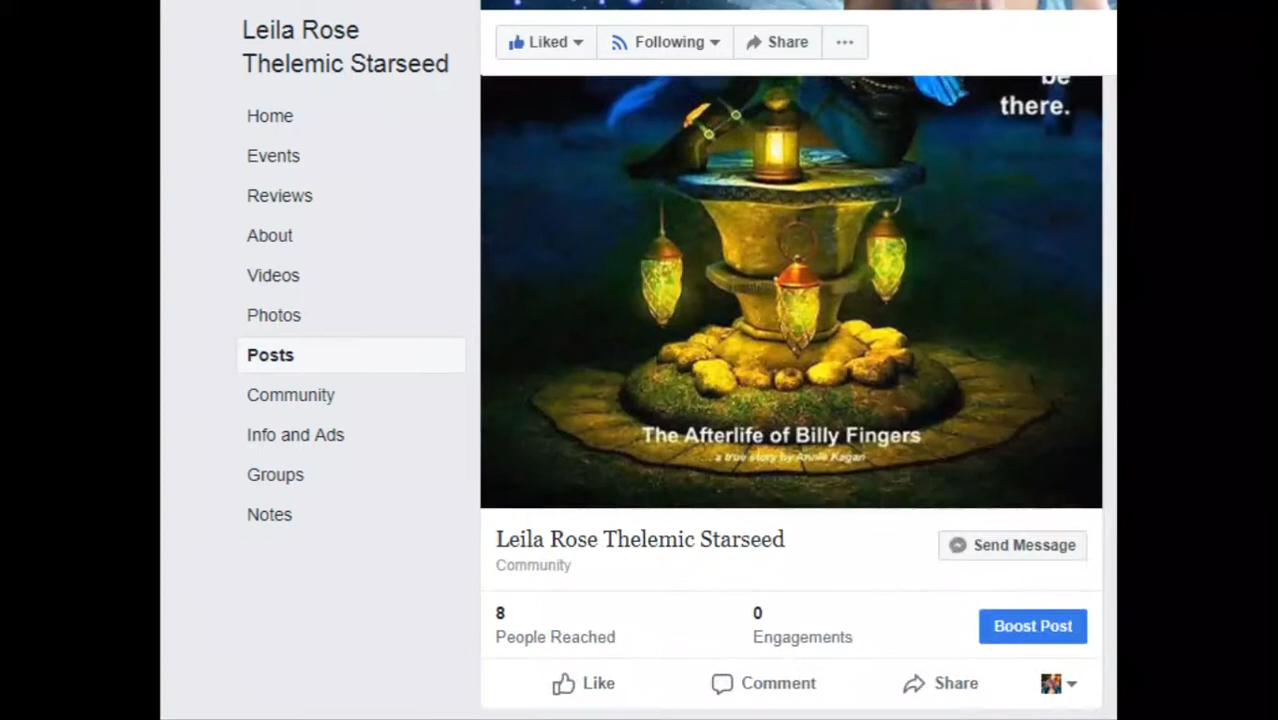 Leila Rose
Thelemic Starseed
Home
Events
Reviews
About
Videos
Photos
Posts
Community
Info and Ads
Groups
Notes
Liked
Following
Share
be
there.
The Afterlife of Billy Fingers
a true story by Annie Kagan
Leila Rose Thelemic Starseed
Community
Send Message
8
People Reached
0
Engagements
Boost Post
Like
Comment
Share